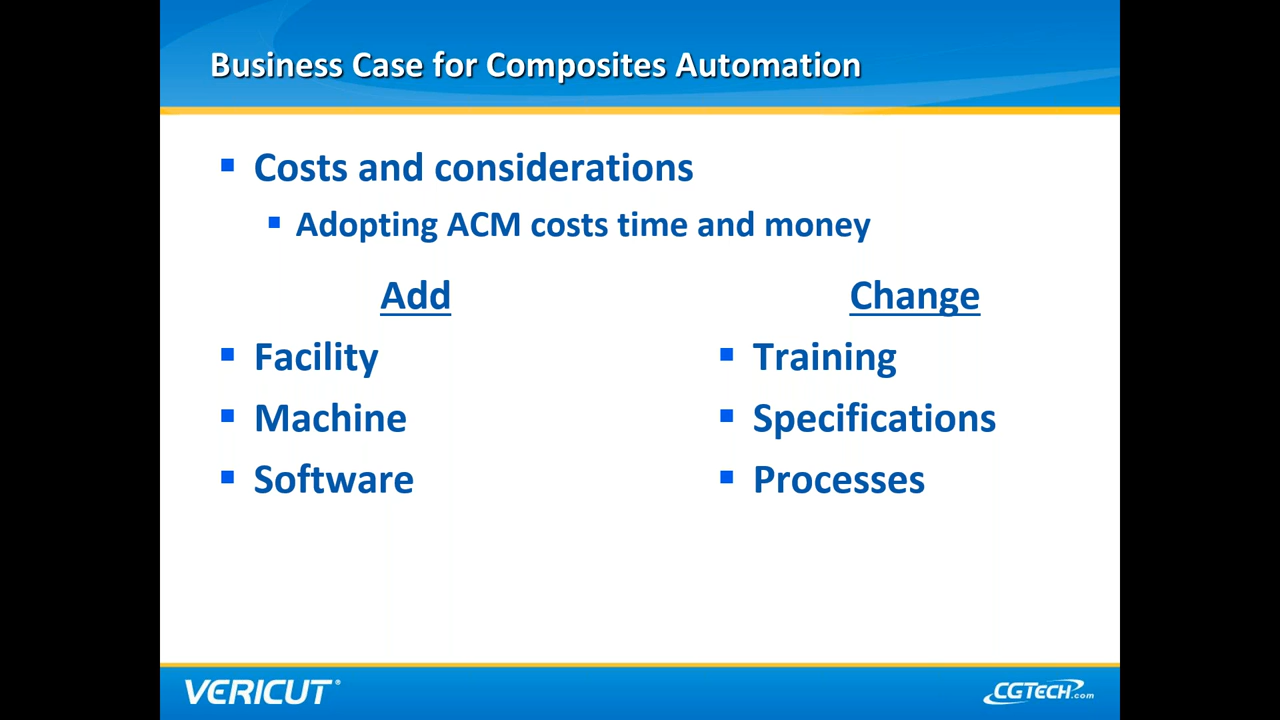 Business Case for Composites Automation
Costs and considerations
Adopting ACM costs time and money
Add
Change
Facility
Training
Machine
Specifications
Software
Processes
VERICUT®
CGTECH.com